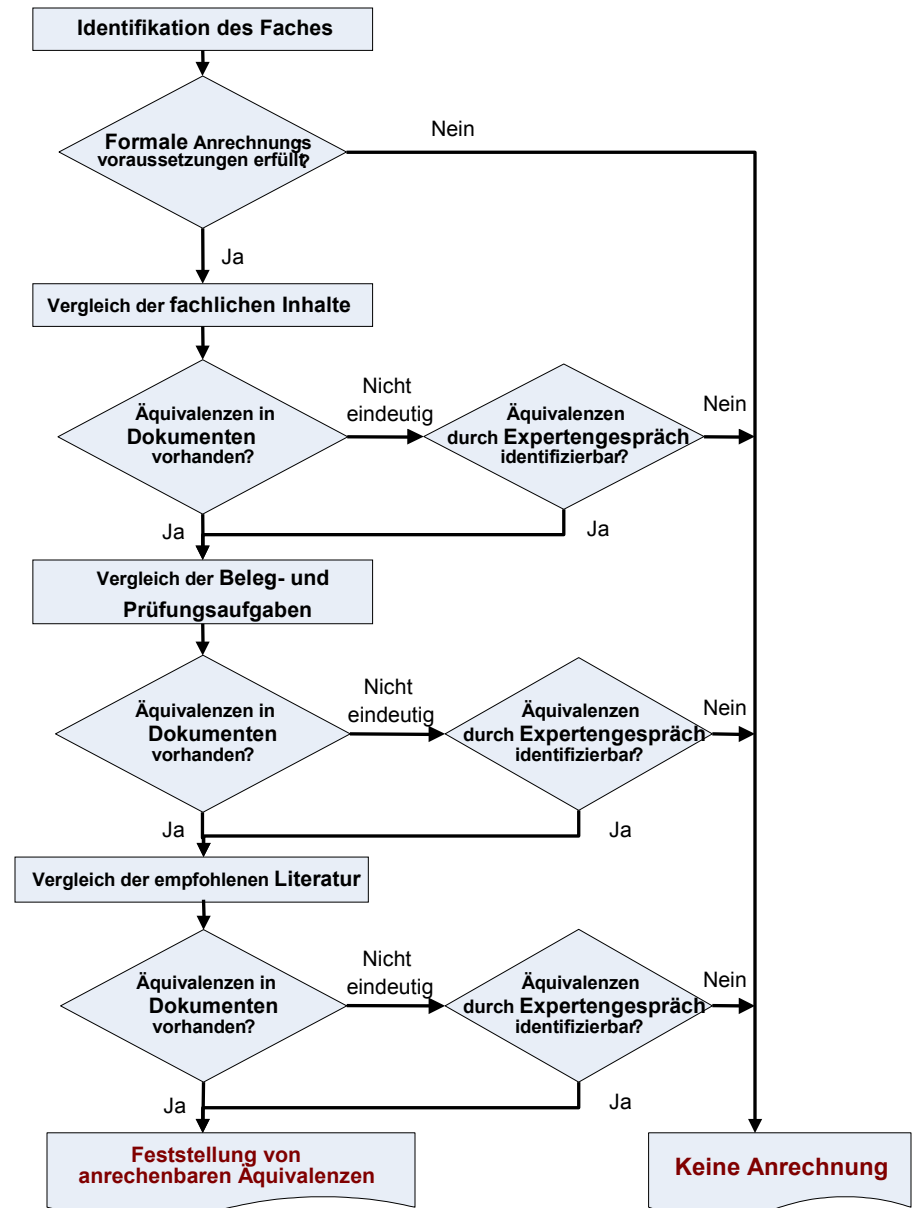 Identifikation des Faches
Formale Anrechnungs
voraussetzungen erfüllt?
Nein
Ja
Vergleich der fachlichen Inhalte
Äquivalenzen in
Dokumenten
vorhanden?
Nicht
eindeutig
Äquivalenzen
durch Expertengespräch
identifizierbar?
Nein
Ja
Ja
Vergleich der Beleg- und
Prüfungsaufgaben
Äquivalenzen in
Dokumenten
vorhanden?
Nicht
eindeutig
Äquivalenzen
durch Expertengespräch
identifizierbar?
Nein
Ja
Ja
Vergleich der empfohlenen Literatur
Äquivalenzen in
Dokumenten
vorhanden?
Nicht
eindeutig
Äquivalenzen
durch Expertengespräch
identifizierbar?
Nein
Ja
Ja
Feststellung von
anrechenbaren Äquivalenzen
Keine Anrechnung